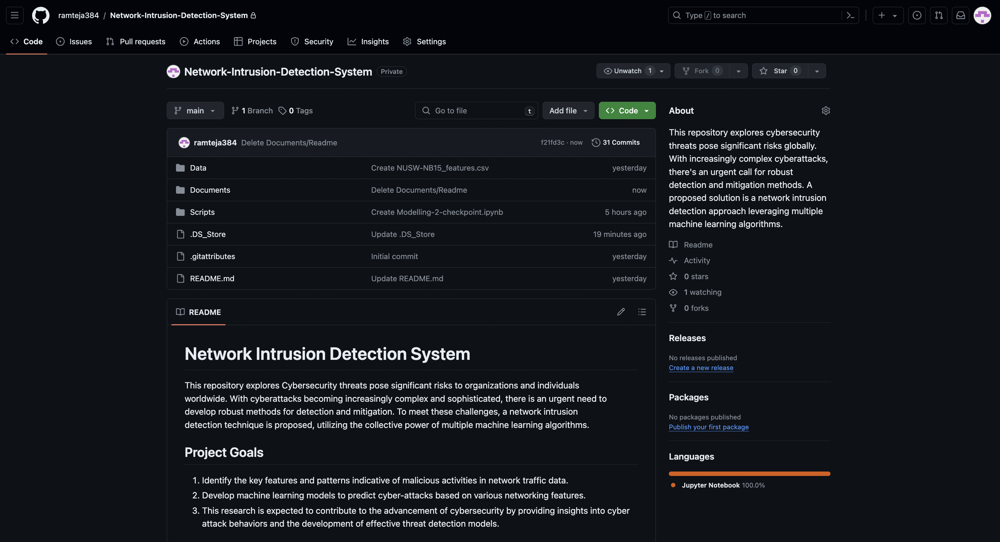 ramteja384 / Network-Intrusion-Detection-System
Type / to search
Code Issues Pull requests Actions Projects Security Insights Settings
Network-Intrusion-Detection-System Private
Unwatch 1 Fork 0 Star 0
main 1 Branch 0 Tags
Go to file t Add file Code
ramteja384 Delete Documents/Readme f21fd3c · now 31 Commits
Data Create NUSW-NB15_features.csv yesterday
Documents Delete Documents/Readme now
Scripts Create Modelling-2-checkpoint.ipynb 5 hours ago
.DS_Store Update .DS_Store 19 minutes ago
.gitattributes Initial commit yesterday
README.md Update README.md yesterday
README
Network Intrusion Detection System
This repository explores Cybersecurity threats pose significant risks to organizations and individuals
worldwide. With cyberattacks becoming increasingly complex and sophisticated, there is an urgent need to
develop robust methods for detection and mitigation. To meet these challenges, a network intrusion
detection technique is proposed, utilizing the collective power of multiple machine learning algorithms.
Project Goals
1. Identify the key features and patterns indicative of malicious activities in network traffic data.
2. Develop machine learning models to predict cyber-attacks based on various networking features.
3. This research is expected to contribute to the advancement of cybersecurity by providing insights into cyber
attack behaviors and the development of effective threat detection models.
About
This repository explores cybersecurity
threats pose significant risks globally.
With increasingly complex cyberattacks,
there's an urgent call for robust
detection and mitigation methods. A
proposed solution is a network intrusion
detection approach leveraging multiple
machine learning algorithms.
Readme
Activity
0 stars
1 watching
0 forks
Releases
No releases published
Create a new release
Packages
No packages published
Publish your first package
Languages
Jupyter Notebook 100.0%